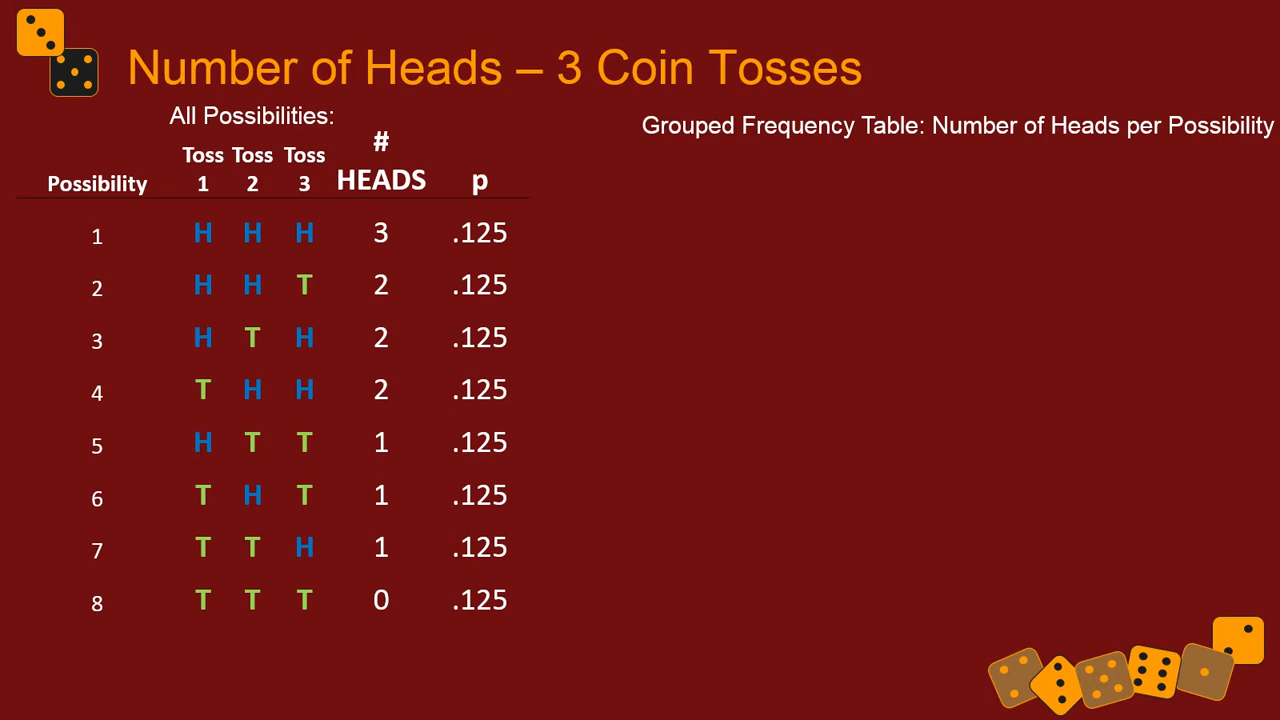 Number of Heads – 3 Coin Tosses
All Possibilities:
Grouped Frequency Table: Number of Heads per Possibility
Possibility Toss 1 Toss 2 Toss 3 # HEADS p
1 H H H 3 .125
2 H H T 2 .125
3 H T H 2 .125
4 T H H 2 .125
5 H T T 1 .125
6 T H T 1 .125
7 T T H 1 .125
8 T T T 0 .125